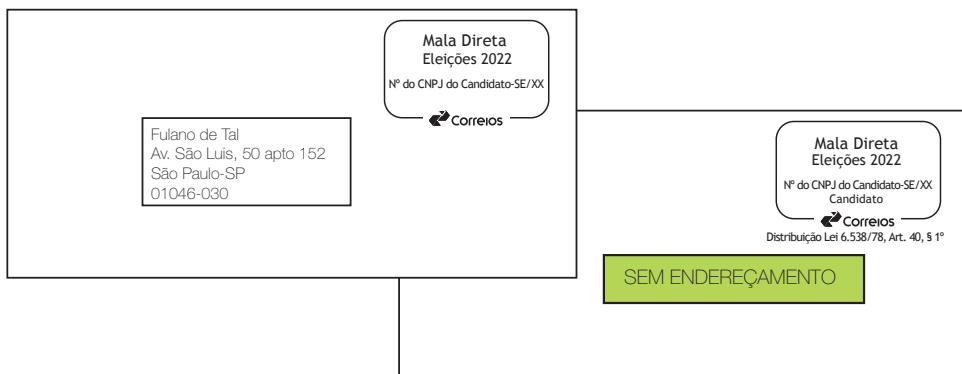 Mala Direta
Eleições 2022
Nº do CNPJ do Candidato-SE/XX
Correios
Fulano de Tal
Av. São Luis, 50 apto 152
São Paulo-SP
01046-030
Mala Direta
Eleições 2022
Nº do CNPJ do Candidato-SE/XX
Candidato
Correios
Distribuição Lei 6.538/78, Art. 40, § 1º
SEM ENDEREÇAMENTO